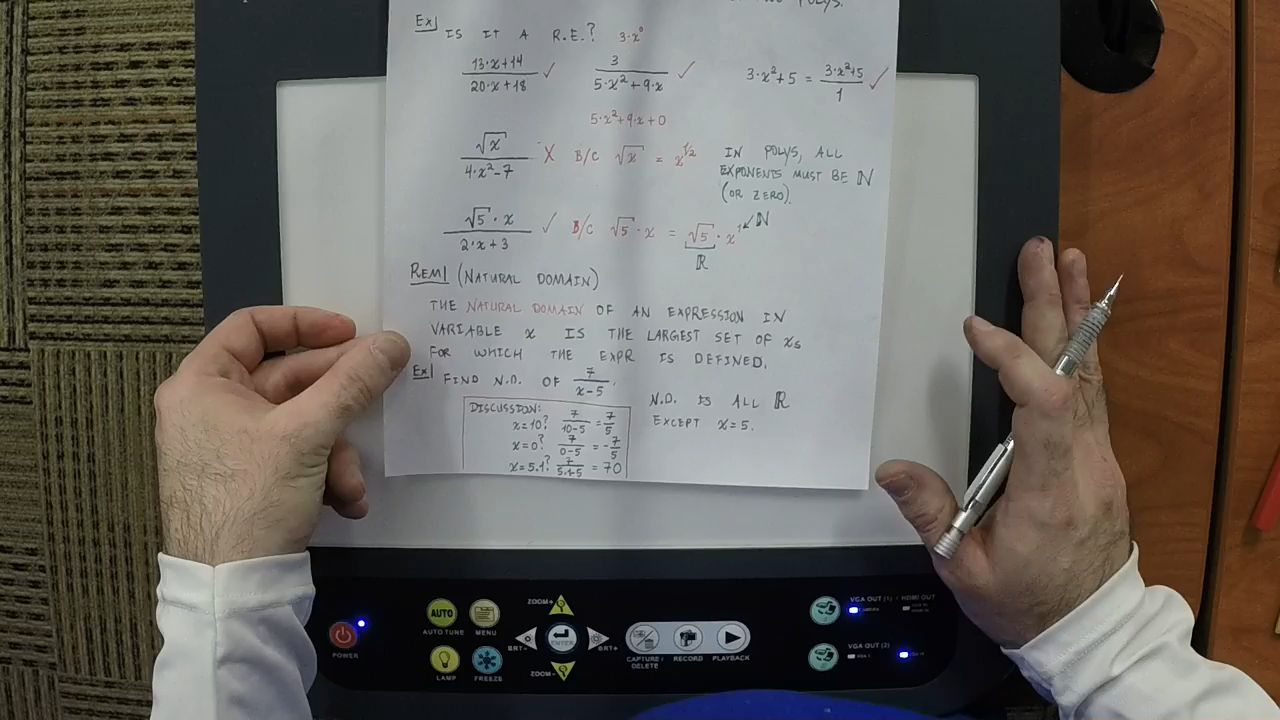 POLYS.
Ex| IS IT A R.E.? 3·x⁰
(13·x+14)/(20·x+18) ✓ 3/(5·x²+9·x) ✓ 3·x²+5 = (3·x²+5)/1 ✓
5·x²+9·x+0
√x/(4·x²-7) X B/C √x = x^(1/2) IN POLYS, ALL
EXPONENTS MUST BE ℕ
(OR ZERO).
(√5·x)/(2·x+3) ✓ B/C √5·x = √5·x¹ ↙ ℕ
ℝ
REM| (NATURAL DOMAIN)
THE NATURAL DOMAIN OF AN EXPRESSION IN
VARIABLE x IS THE LARGEST SET OF xs
FOR WHICH THE EXPR IS DEFINED.
Ex| FIND N.D. OF 7/(x-5).
DISCUSSION:
x=10? 7/(10-5) = 7/5
x=0? 7/(0-5) = -7/5
x=5.1? 7/(5.1-5) = 70
N.D. IS ALL ℝ
EXCEPT x=5.
POWER
AUTO
AUTO TUNE
MENU
LAMP
FREEZE
ZOOM+
BRT-
ENTER
BRT+
ZOOM-
CAPTURE / DELETE
RECORD
PLAYBACK
VGA OUT (1) / HDMI OUT
VGA OUT (2)